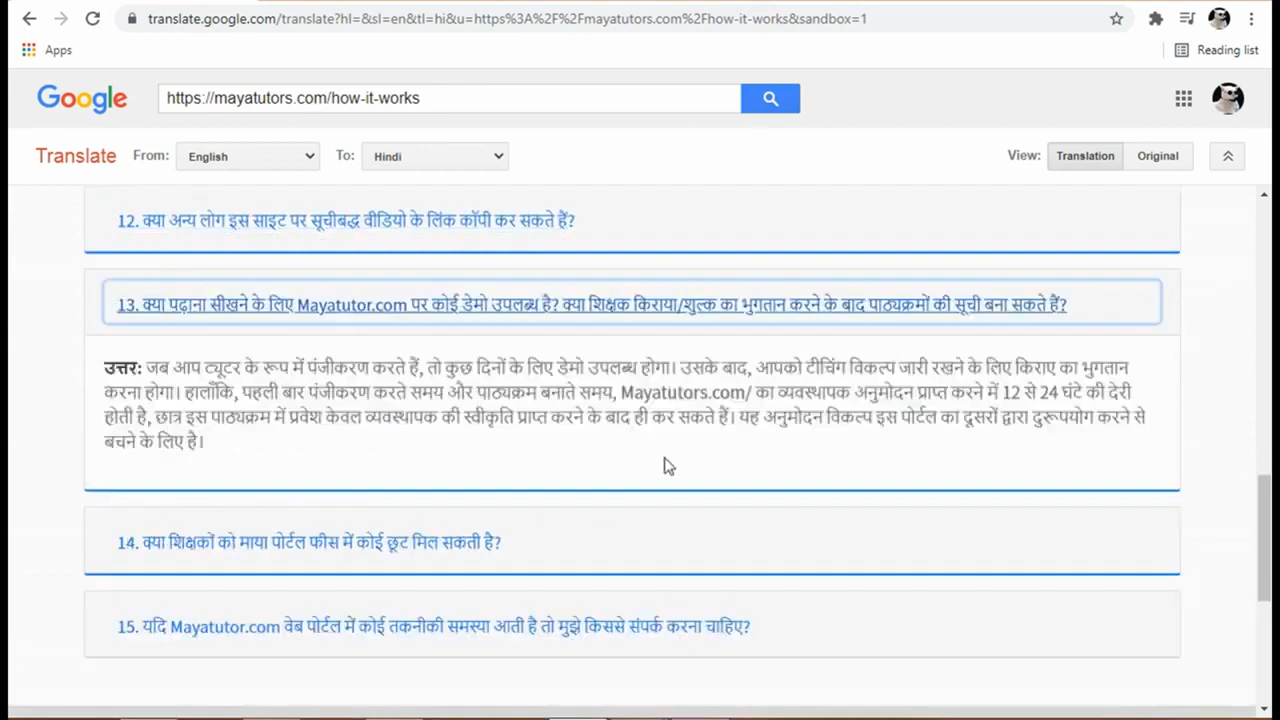 translate.google.com/translate?hl=&sl=en&tl=hi&u=https%3A%2F%2Fmayatutors.com%2Fhow-it-works&sandbox=1
Apps
Reading list
Google
https://mayatutors.com/how-it-works
Translate From: English To: Hindi View: Translation Original
12. क्या अन्य लोग इस साइट पर सूचीबद्ध वीडियो के लिंक कॉपी कर सकते हैं?
13. क्या पढ़ाना सीखने के लिए Mayatutor.com पर कोई डेमो उपलब्ध है? क्या शिक्षक किराया/शुल्क का भुगतान करने के बाद पाठ्यक्रमों की सूची बना सकते हैं?
उत्तर: जब आप ट्यूटर के रूप में पंजीकरण करते हैं, तो कुछ दिनों के लिए डेमो उपलब्ध होगा। उसके बाद, आपको टीचिंग विकल्प जारी रखने के लिए किराए का भुगतान
करना होगा। हालाँकि, पहली बार पंजीकरण करते समय और पाठ्यक्रम बनाते समय, Mayatutors.com/ का व्यवस्थापक अनुमोदन प्राप्त करने में 12 से 24 घंटे की देरी
होती है, छात्र इस पाठ्यक्रम में प्रवेश केवल व्यवस्थापक की स्वीकृति प्राप्त करने के बाद ही कर सकते हैं। यह अनुमोदन विकल्प इस पोर्टल का दूसरों द्वारा दुरूपयोग करने से
बचने के लिए है।
14. क्या शिक्षकों को माया पोर्टल फीस में कोई छूट मिल सकती है?
15. यदि Mayatutor.com वेब पोर्टल में कोई तकनीकी समस्या आती है तो मुझे किससे संपर्क करना चाहिए?